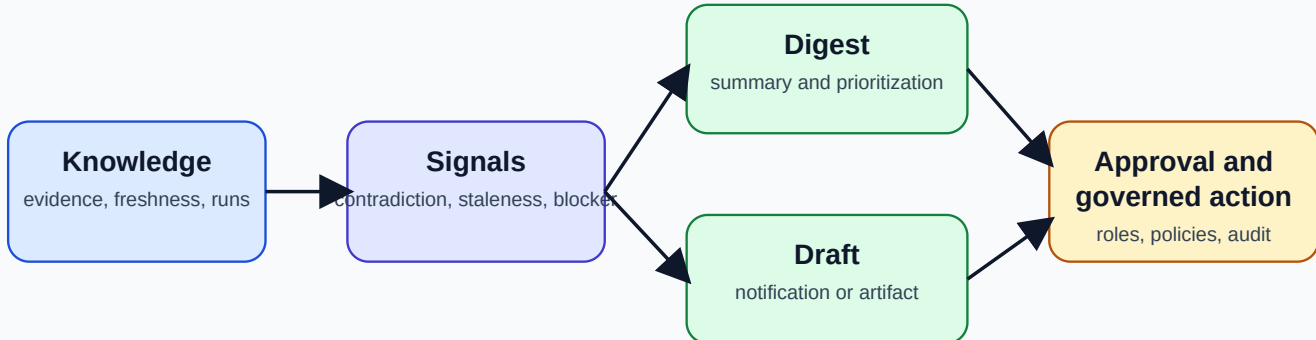 Knowledge
evidence, freshness, runs
Signals
contradiction, staleness, blocker
Digest
summary and prioritization
Draft
notification or artifact
Approval and
governed action
roles, policies, audit